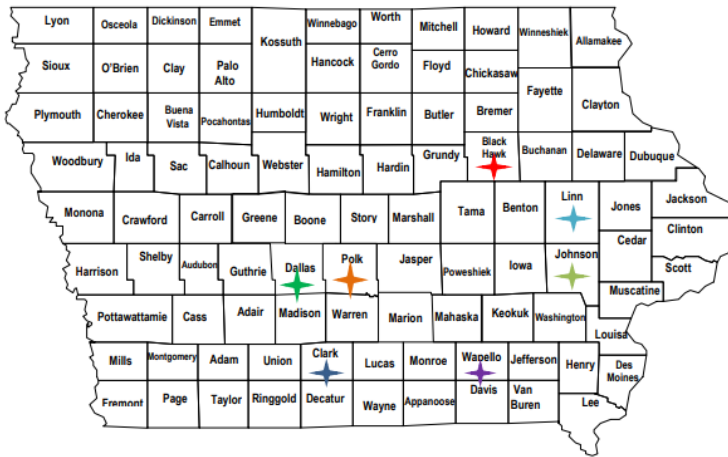 Lyon
Osceola
Dickinson
Emmet
Kossuth
Winnebago
Worth
Mitchell
Howard
Winneshiek
Allamakee
Sioux
O'Brien
Clay
Palo
Alto
Hancock
Cerro
Gordo
Floyd
Chickasaw
Fayette
Clayton
Plymouth
Cherokee
Buena
Vista
Pocahontas
Humboldt
Wright
Franklin
Butler
Bremer
Woodbury
Ida
Sac
Calhoun
Webster
Hamilton
Hardin
Grundy
Black
Hawk
Buchanan
Delaware
Dubuque
Monona
Crawford
Carroll
Greene
Boone
Story
Marshall
Tama
Benton
Linn
Jones
Jackson
Clinton
Cedar
Harrison
Shelby
Audubon
Guthrie
Dallas
Polk
Jasper
Poweshiek
Iowa
Johnson
Scott
Muscatine
Pottawattamie
Cass
Adair
Madison
Warren
Marion
Mahaska
Keokuk
Washington
Louisa
Mills
Montgomery
Adam
Union
Clark
Lucas
Monroe
Wapello
Jefferson
Henry
Des
Moines
Fremont
Page
Taylor
Ringgold
Decatur
Wayne
Appanoose
Davis
Van
Buren
Lee